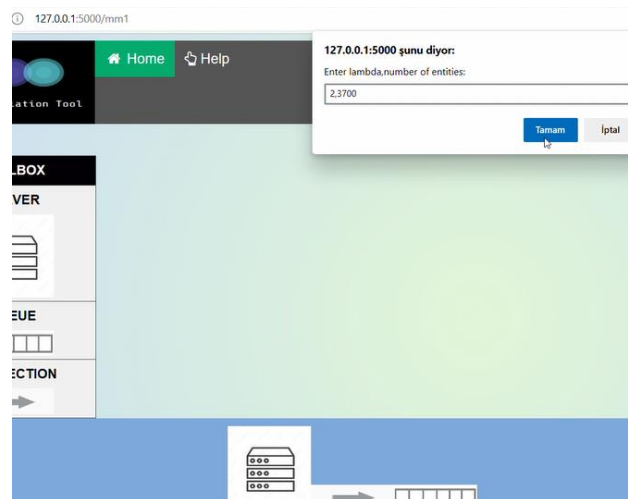 127.0.0.1:5000/mm1
Home
Help
ation Tool
127.0.0.1:5000 şunu diyor:
Enter lambda,number of entities:
2,3700
Tamam
İptal
LBOX
VER
EUE
ECTION